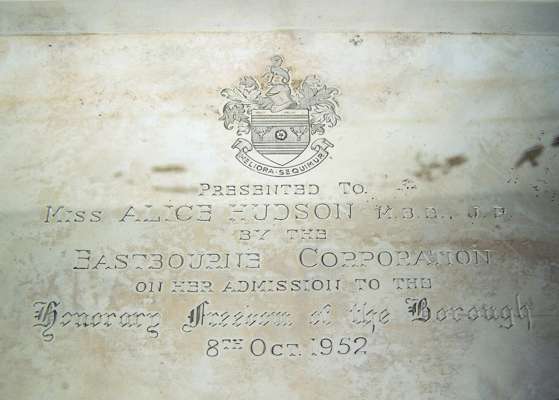 MELIORA SEQUIMUR
PRESENTED TO.
MISS ALICE HUDSON M.B.E., J.P.
BY THE
EASTBOURNE CORPORATION
ON HER ADMISSION TO THE
Honorary Freedom of the Borough
8TH OCT. 1952